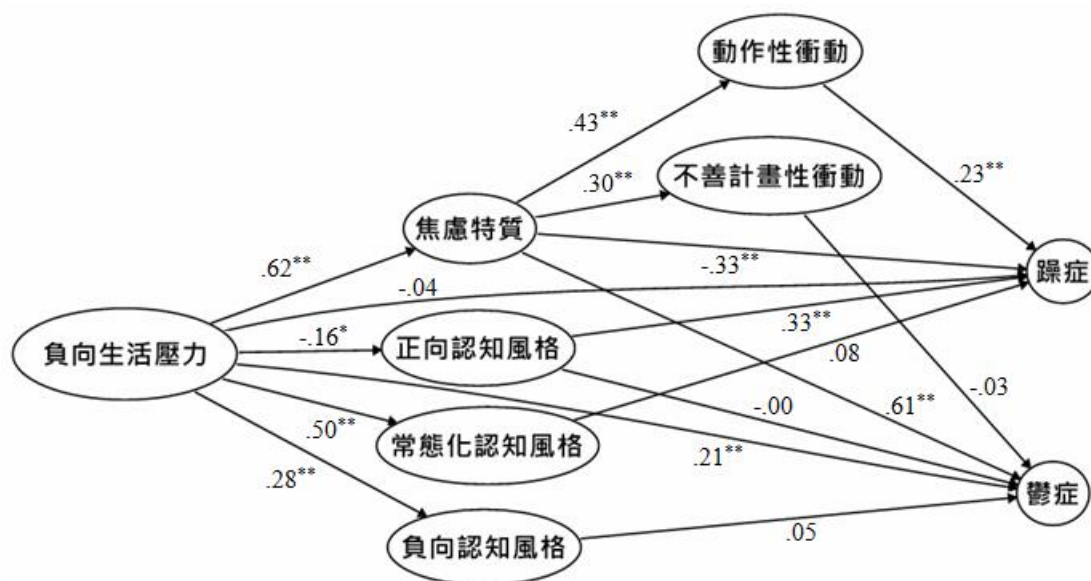 動作性衝動
.43**
不善計畫性衝動
.30**
.23**
焦慮特質
.62**
-.33**
躁症
-.04
負向生活壓力
-.16*
正向認知風格
.33**
.08
-.03
-.00
.61**
.50**
常態化認知風格
.21**
.28**
鬱症
負向認知風格
.05